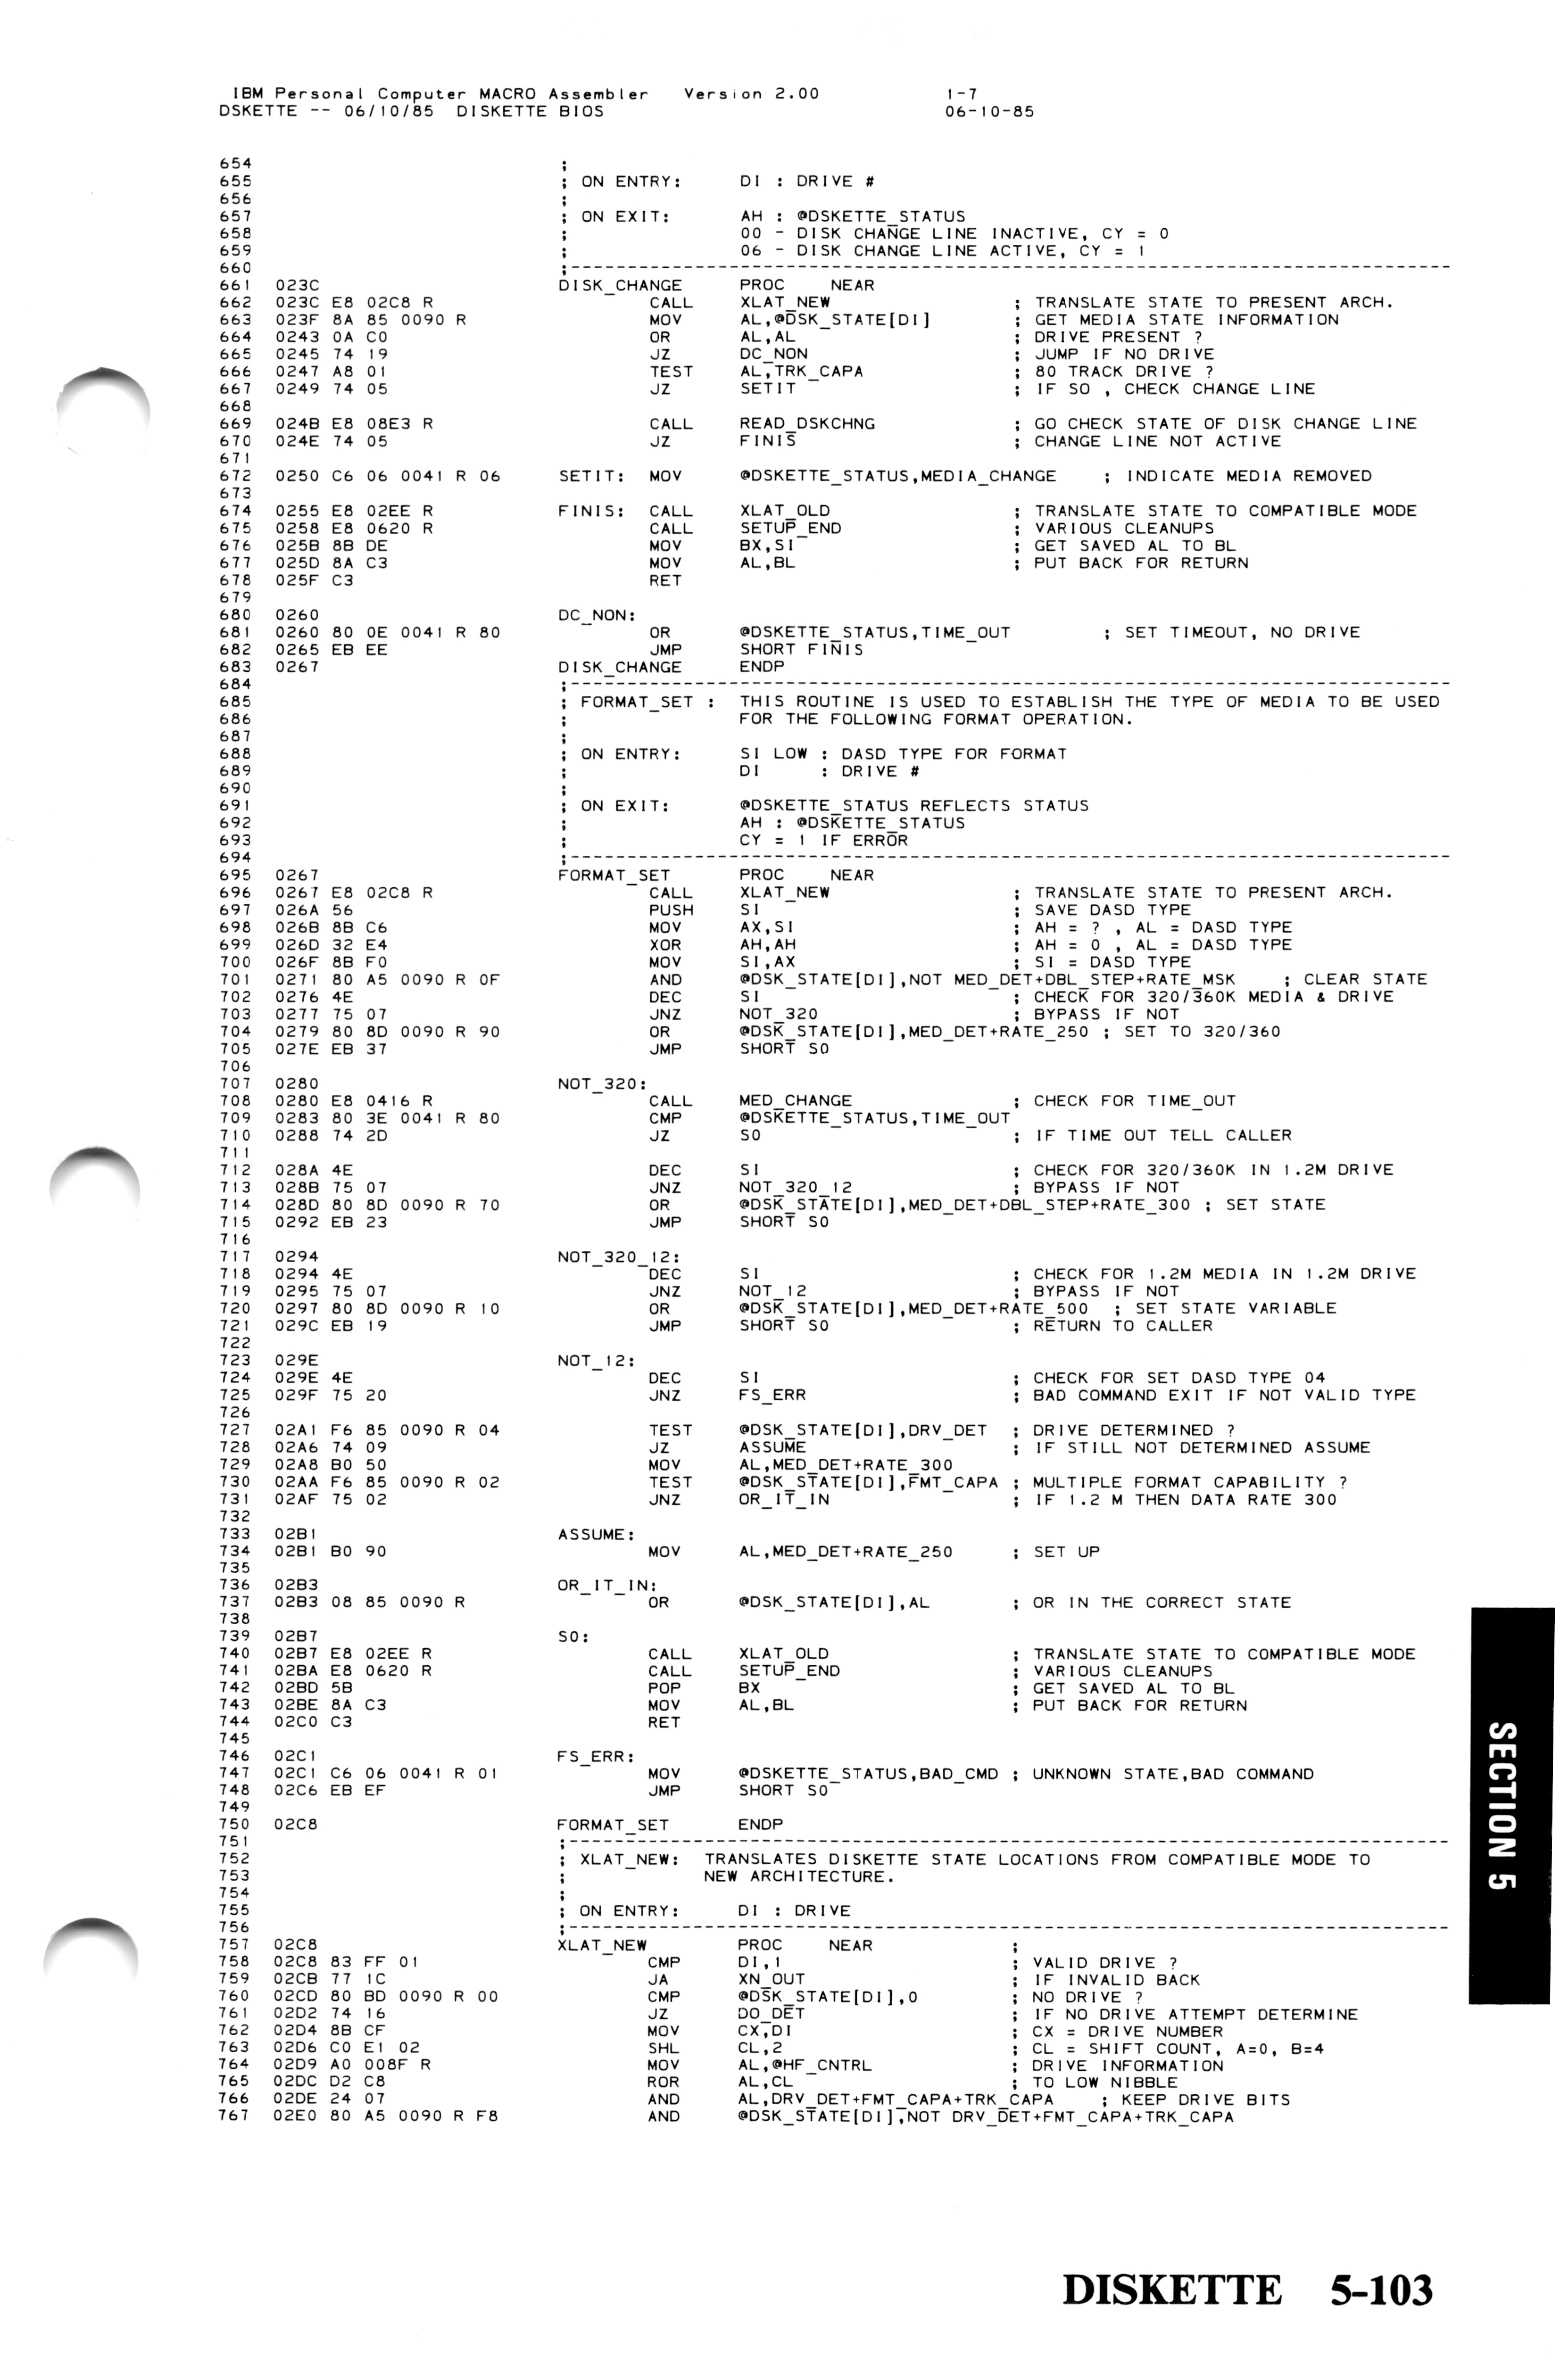 IBM Personal Computer MACRO Assembler   Version 2.00             1-7
DSKETTE -- 06/10/85  DISKETTE BIOS                               06-10-85
654                                 ;
655                                 ; ON ENTRY:      DI : DRIVE #
656                                 ;
657                                 ; ON EXIT:       AH : @DSKETTE_STATUS
658                                 ;                00 - DISK CHANGE LINE INACTIVE, CY = 0
659                                 ;                06 - DISK CHANGE LINE ACTIVE, CY = 1
660                                 ;-------------------------------------------------------------------------------
661  023C                           DISK_CHANGE      PROC    NEAR
662  023C E8 02C8 R                          CALL    XLAT_NEW                ; TRANSLATE STATE TO PRESENT ARCH.
663  023F 8A 85 0090 R                       MOV     AL,@DSK_STATE[DI]       ; GET MEDIA STATE INFORMATION
664  0243 0A C0                              OR      AL,AL                   ; DRIVE PRESENT ?
665  0245 74 19                              JZ      DC_NON                  ; JUMP IF NO DRIVE
666  0247 A8 01                              TEST    AL,TRK_CAPA             ; 80 TRACK DRIVE ?
667  0249 74 05                              JZ      SETIT                   ; IF SO , CHECK CHANGE LINE
668
669  024B E8 08E3 R                          CALL    READ_DSKCHNG            ; GO CHECK STATE OF DISK CHANGE LINE
670  024E 74 05                              JZ      FINIS                   ; CHANGE LINE NOT ACTIVE
671
672  0250 C6 06 0041 R 06           SETIT:   MOV     @DSKETTE_STATUS,MEDIA_CHANGE    ; INDICATE MEDIA REMOVED
673
674  0255 E8 02EE R                 FINIS:   CALL    XLAT_OLD                ; TRANSLATE STATE TO COMPATIBLE MODE
675  0258 E8 0620 R                          CALL    SETUP_END               ; VARIOUS CLEANUPS
676  025B 8B DE                              MOV     BX,SI                   ; GET SAVED AL TO BL
677  025D 8A C3                              MOV     AL,BL                   ; PUT BACK FOR RETURN
678  025F C3                                 RET
679
680  0260                           DC_NON:
681  0260 80 0E 0041 R 80                    OR      @DSKETTE_STATUS,TIME_OUT        ; SET TIMEOUT, NO DRIVE
682  0265 EB EE                              JMP     SHORT FINIS
683  0267                           DISK_CHANGE      ENDP
684                                 ;-------------------------------------------------------------------------------
685                                 ; FORMAT_SET :   THIS ROUTINE IS USED TO ESTABLISH THE TYPE OF MEDIA TO BE USED
686                                 ;                FOR THE FOLLOWING FORMAT OPERATION.
687                                 ;
688                                 ; ON ENTRY:      SI LOW : DASD TYPE FOR FORMAT
689                                 ;                DI     : DRIVE #
690                                 ;
691                                 ; ON EXIT:       @DSKETTE_STATUS REFLECTS STATUS
692                                 ;                AH : @DSKETTE_STATUS
693                                 ;                CY = 1 IF ERROR
694                                 ;-------------------------------------------------------------------------------
695  0267                           FORMAT_SET       PROC    NEAR
696  0267 E8 02C8 R                          CALL    XLAT_NEW                ; TRANSLATE STATE TO PRESENT ARCH.
697  026A 56                                 PUSH    SI                      ; SAVE DASD TYPE
698  026B 8B C6                              MOV     AX,SI                   ; AH = ? , AL = DASD TYPE
699  026D 32 E4                              XOR     AH,AH                   ; AH = 0 , AL = DASD TYPE
700  026F 8B F0                              MOV     SI,AX                   ; SI = DASD TYPE
701  0271 80 A5 0090 R 0F                    AND     @DSK_STATE[DI],NOT MED_DET+DBL_STEP+RATE_MSK    ; CLEAR STATE
702  0276 4E                                 DEC     SI                      ; CHECK FOR 320/360K MEDIA & DRIVE
703  0277 75 07                              JNZ     NOT_320                 ; BYPASS IF NOT
704  0279 80 8D 0090 R 90                    OR      @DSK_STATE[DI],MED_DET+RATE_250 ; SET TO 320/360
705  027E EB 37                              JMP     SHORT S0
706
707  0280                           NOT_320:
708  0280 E8 0416 R                          CALL    MED_CHANGE              ; CHECK FOR TIME_OUT
709  0283 80 3E 0041 R 80                    CMP     @DSKETTE_STATUS,TIME_OUT
710  0288 74 2D                              JZ      S0                      ; IF TIME OUT TELL CALLER
711
712  028A 4E                                 DEC     SI                      ; CHECK FOR 320/360K IN 1.2M DRIVE
713  028B 75 07                              JNZ     NOT_320_12              ; BYPASS IF NOT
714  028D 80 8D 0090 R 70                    OR      @DSK_STATE[DI],MED_DET+DBL_STEP+RATE_300 ; SET STATE
715  0292 EB 23                              JMP     SHORT S0
716
717  0294                           NOT_320_12:
718  0294 4E                                 DEC     SI                      ; CHECK FOR 1.2M MEDIA IN 1.2M DRIVE
719  0295 75 07                              JNZ     NOT_12                  ; BYPASS IF NOT
720  0297 80 8D 0090 R 10                    OR      @DSK_STATE[DI],MED_DET+RATE_500  ; SET STATE VARIABLE
721  029C EB 19                              JMP     SHORT S0                ; RETURN TO CALLER
722
723  029E                           NOT_12:
724  029E 4E                                 DEC     SI                      ; CHECK FOR SET DASD TYPE 04
725  029F 75 20                              JNZ     FS_ERR                  ; BAD COMMAND EXIT IF NOT VALID TYPE
726
727  02A1 F6 85 0090 R 04                    TEST    @DSK_STATE[DI],DRV_DET  ; DRIVE DETERMINED ?
728  02A6 74 09                              JZ      ASSUME                  ; IF STILL NOT DETERMINED ASSUME
729  02A8 B0 50                              MOV     AL,MED_DET+RATE_300
730  02AA F6 85 0090 R 02                    TEST    @DSK_STATE[DI],FMT_CAPA ; MULTIPLE FORMAT CAPABILITY ?
731  02AF 75 02                              JNZ     OR_IT_IN                ; IF 1.2 M THEN DATA RATE 300
732
733  02B1                           ASSUME:
734  02B1 B0 90                              MOV     AL,MED_DET+RATE_250     ; SET UP
735
736  02B3                           OR_IT_IN:
737  02B3 08 85 0090 R                       OR      @DSK_STATE[DI],AL       ; OR IN THE CORRECT STATE
738
739  02B7                           S0:
740  02B7 E8 02EE R                          CALL    XLAT_OLD                ; TRANSLATE STATE TO COMPATIBLE MODE
741  02BA E8 0620 R                          CALL    SETUP_END               ; VARIOUS CLEANUPS
742  02BD 5B                                 POP     BX                      ; GET SAVED AL TO BL
743  02BE 8A C3                              MOV     AL,BL                   ; PUT BACK FOR RETURN
744  02C0 C3                                 RET
745
746  02C1                           FS_ERR:
747  02C1 C6 06 0041 R 01                    MOV     @DSKETTE_STATUS,BAD_CMD ; UNKNOWN STATE,BAD COMMAND
748  02C6 EB EF                              JMP     SHORT S0
749
750  02C8                           FORMAT_SET       ENDP
751                                 ;-------------------------------------------------------------------------------
752                                 ; XLAT_NEW:   TRANSLATES DISKETTE STATE LOCATIONS FROM COMPATIBLE MODE TO
753                                 ;             NEW ARCHITECTURE.
754                                 ;
755                                 ; ON ENTRY:      DI : DRIVE
756                                 ;-------------------------------------------------------------------------------
757  02C8                           XLAT_NEW         PROC    NEAR            ;
758  02C8 83 FF 01                           CMP     DI,1                    ; VALID DRIVE ?
759  02CB 77 1C                              JA      XN_OUT                  ; IF INVALID BACK
760  02CD 80 BD 0090 R 00                    CMP     @DSK_STATE[DI],0        ; NO DRIVE ?
761  02D2 74 16                              JZ      DO_DET                  ; IF NO DRIVE ATTEMPT DETERMINE
762  02D4 8B CF                              MOV     CX,DI                   ; CX = DRIVE NUMBER
763  02D6 C0 E1 02                           SHL     CL,2                    ; CL = SHIFT COUNT, A=0, B=4
764  02D9 A0 008F R                          MOV     AL,@HF_CNTRL            ; DRIVE INFORMATION
765  02DC D2 C8                              ROR     AL,CL                   ; TO LOW NIBBLE
766  02DE 24 07                              AND     AL,DRV_DET+FMT_CAPA+TRK_CAPA    ; KEEP DRIVE BITS
767  02E0 80 A5 0090 R F8                    AND     @DSK_STATE[DI],NOT DRV_DET+FMT_CAPA+TRK_CAPA
SECTION 5
DISKETTE 5-103